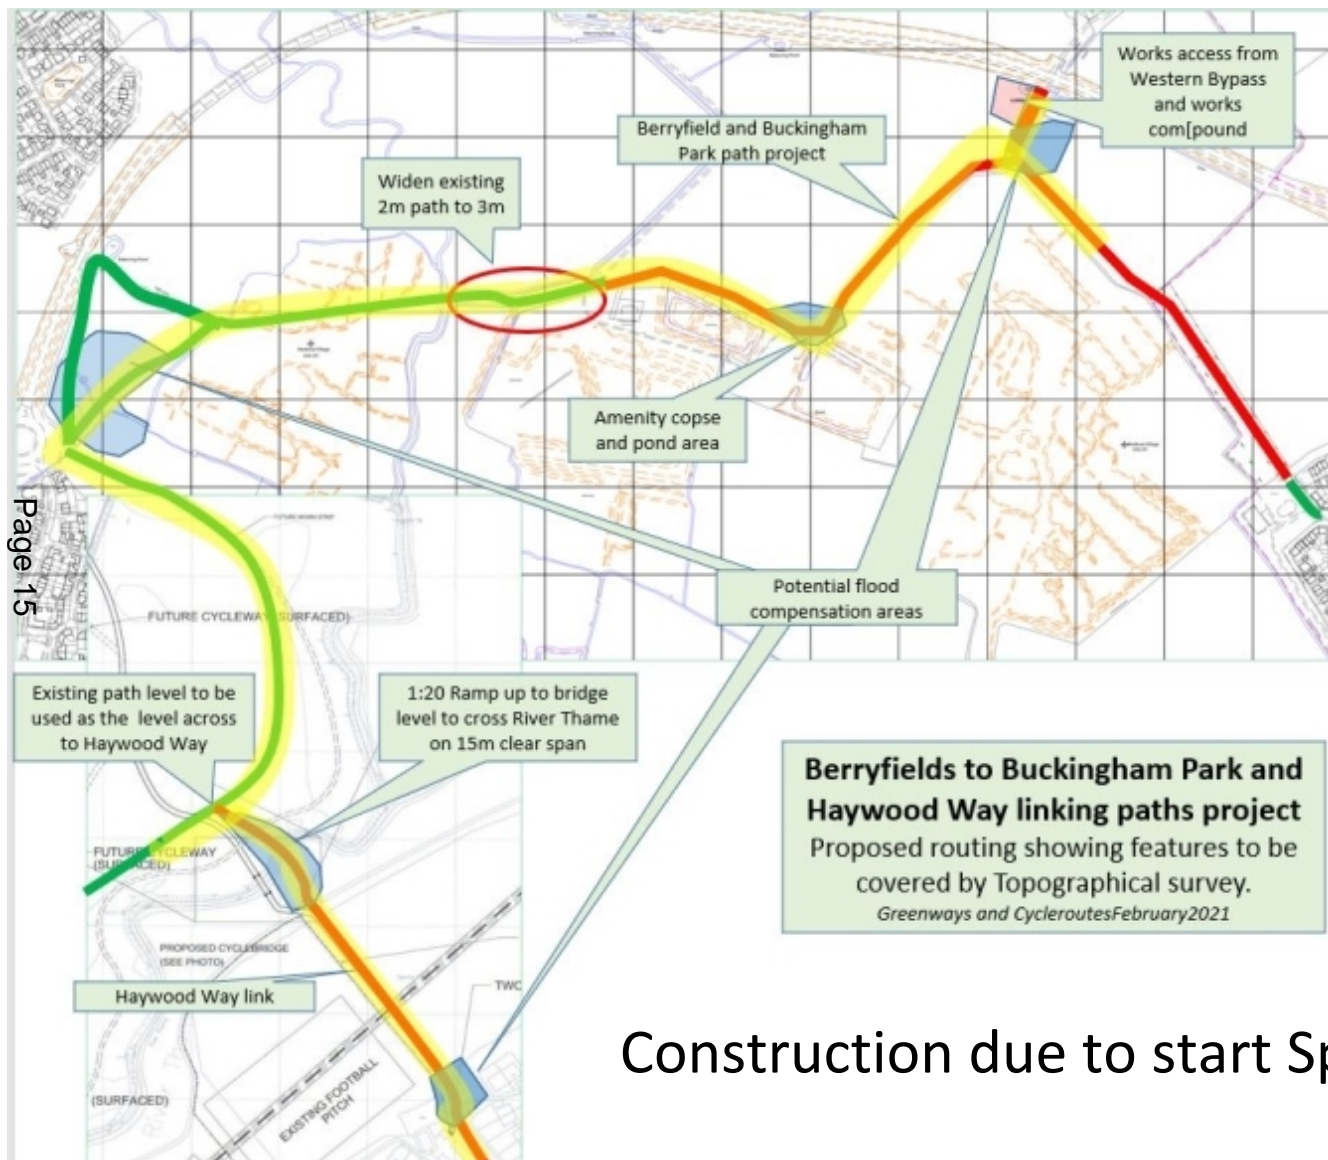 Works access from
Western Bypass
and works
com[pound
Berryfield and Buckingham
Park path project
Widen existing
2m path to 3m
Amenity copse
and pond area
Page 15
Potential flood
compensation areas
FUTURE CYCLEWAY (SURFACED)
Existing path level to be
used as the level across
to Haywood Way
1:20 Ramp up to bridge
level to cross River Thame
on 15m clear span
Berryfields to Buckingham Park and
Haywood Way linking paths project
Proposed routing showing features to be
covered by Topographical survey.
Greenways and CycleroutesFebruary2021
FUTURE CYCLEWAY
(SURFACED)
PROPOSED CYCLEBRIDGE
(SEE PHOTO)
Haywood Way link
TWO
Construction due to start Sp
(SURFACED)
EXISTING FOOTBALL
PITCH